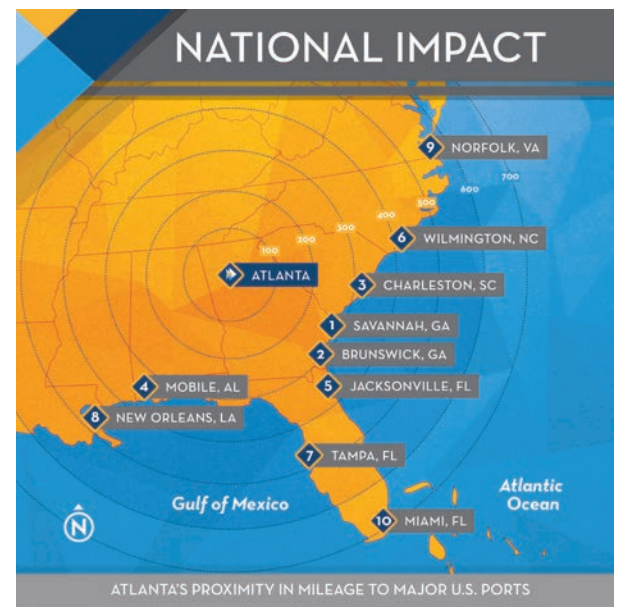 NATIONAL IMPACT
9 NORFOLK, VA
700
600
500
400
300
200
100
6 WILMINGTON, NC
ATLANTA
3 CHARLESTON, SC
1 SAVANNAH, GA
2 BRUNSWICK, GA
4 MOBILE, AL
5 JACKSONVILLE, FL
8 NEW ORLEANS, LA
7 TAMPA, FL
Gulf of Mexico
Atlantic
Ocean
N
10 MIAMI, FL
ATLANTA'S PROXIMITY IN MILEAGE TO MAJOR U.S. PORTS